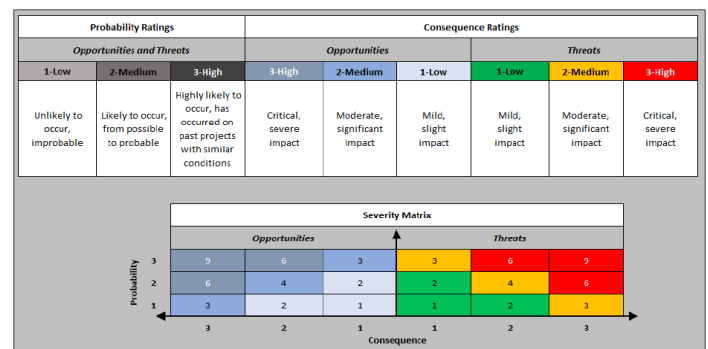 Probability Ratings Consequence Ratings
Opportunities and Threats Opportunities Threats
1-Low 2-Medium 3-High 3-High 2-Medium 1-Low 1-Low 2-Medium 3-High
Unlikely to
occur,
improbable
Likely to occur,
from possible
to probable
Highly likely to
occur, has
occurred on
past projects
with similar
conditions
Critical,
severe
impact
Moderate,
significant
impact
Mild,
slight
impact
Mild,
slight
impact
Moderate,
significant
impact
Critical,
severe
impact
Severity Matrix
Opportunities Threats
Probability
3 9 6 3 3 6 9
2 6 4 2 2 4 6
1 3 2 1 1 2 3
3 2 1 1 2 3
Consequence